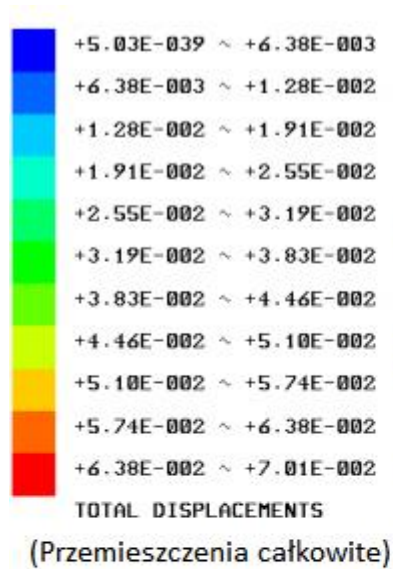 +5.03E-039 ~ +6.38E-003
+6.38E-003 ~ +1.28E-002
+1.28E-002 ~ +1.91E-002
+1.91E-002 ~ +2.55E-002
+2.55E-002 ~ +3.19E-002
+3.19E-002 ~ +3.83E-002
+3.83E-002 ~ +4.46E-002
+4.46E-002 ~ +5.10E-002
+5.10E-002 ~ +5.74E-002
+5.74E-002 ~ +6.38E-002
+6.38E-002 ~ +7.01E-002
TOTAL DISPLACEMENTS
(Przemieszczenia całkowite)